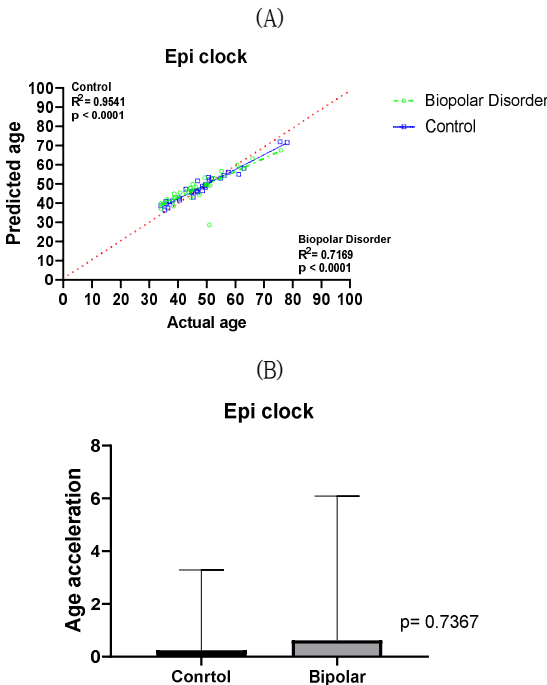 (A)
Epi clock
Control
R2 = 0.9541
p < 0.0001
Biopolar Disorder
Control
Predicted age
100
90
80
70
60
50
40
30
20
10
0
Biopolar Disorder
R2= 0.7169
p < 0.0001
0 10 20 30 40 50 60 70 80 90 100
Actual age
(B)
Epi clock
Age acceleration
8
6
4
2
0
p= 0.7367
Conrtol Bipolar